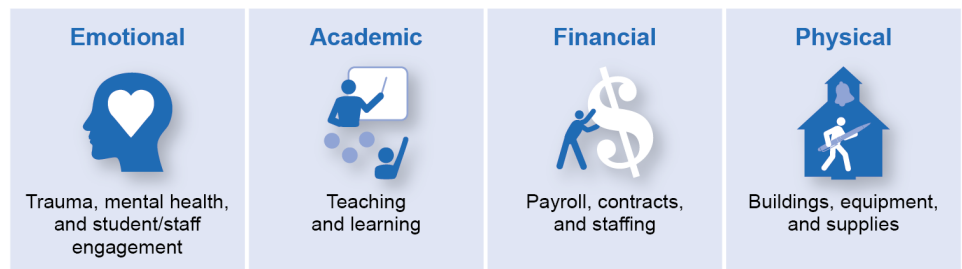 Emotional
Trauma, mental health,
and student/staff
engagement
Academic
Teaching
and learning
Financial
Payroll, contracts,
and staffing
Physical
Buildings, equipment,
and supplies